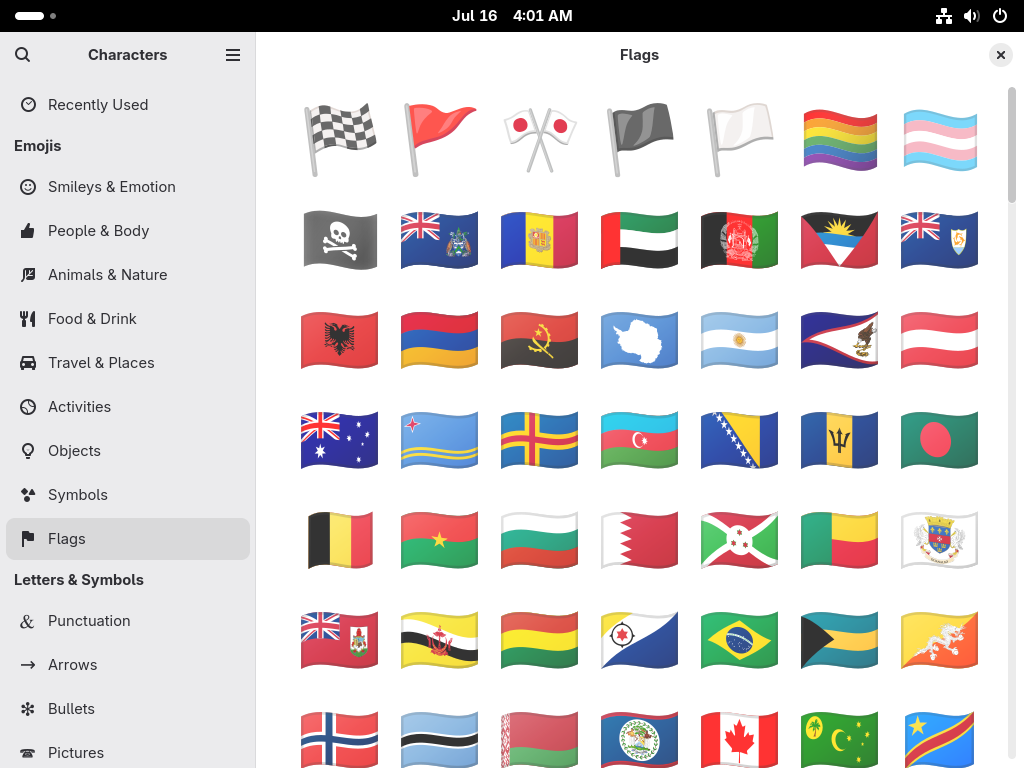 Jul 16 4:01 AM
Characters
Flags
Recently Used
Emojis
Smileys & Emotion
People & Body
Animals & Nature
Food & Drink
Travel & Places
Activities
Objects
Symbols
Flags
Letters & Symbols
& Punctuation
→ Arrows
Bullets
Pictures